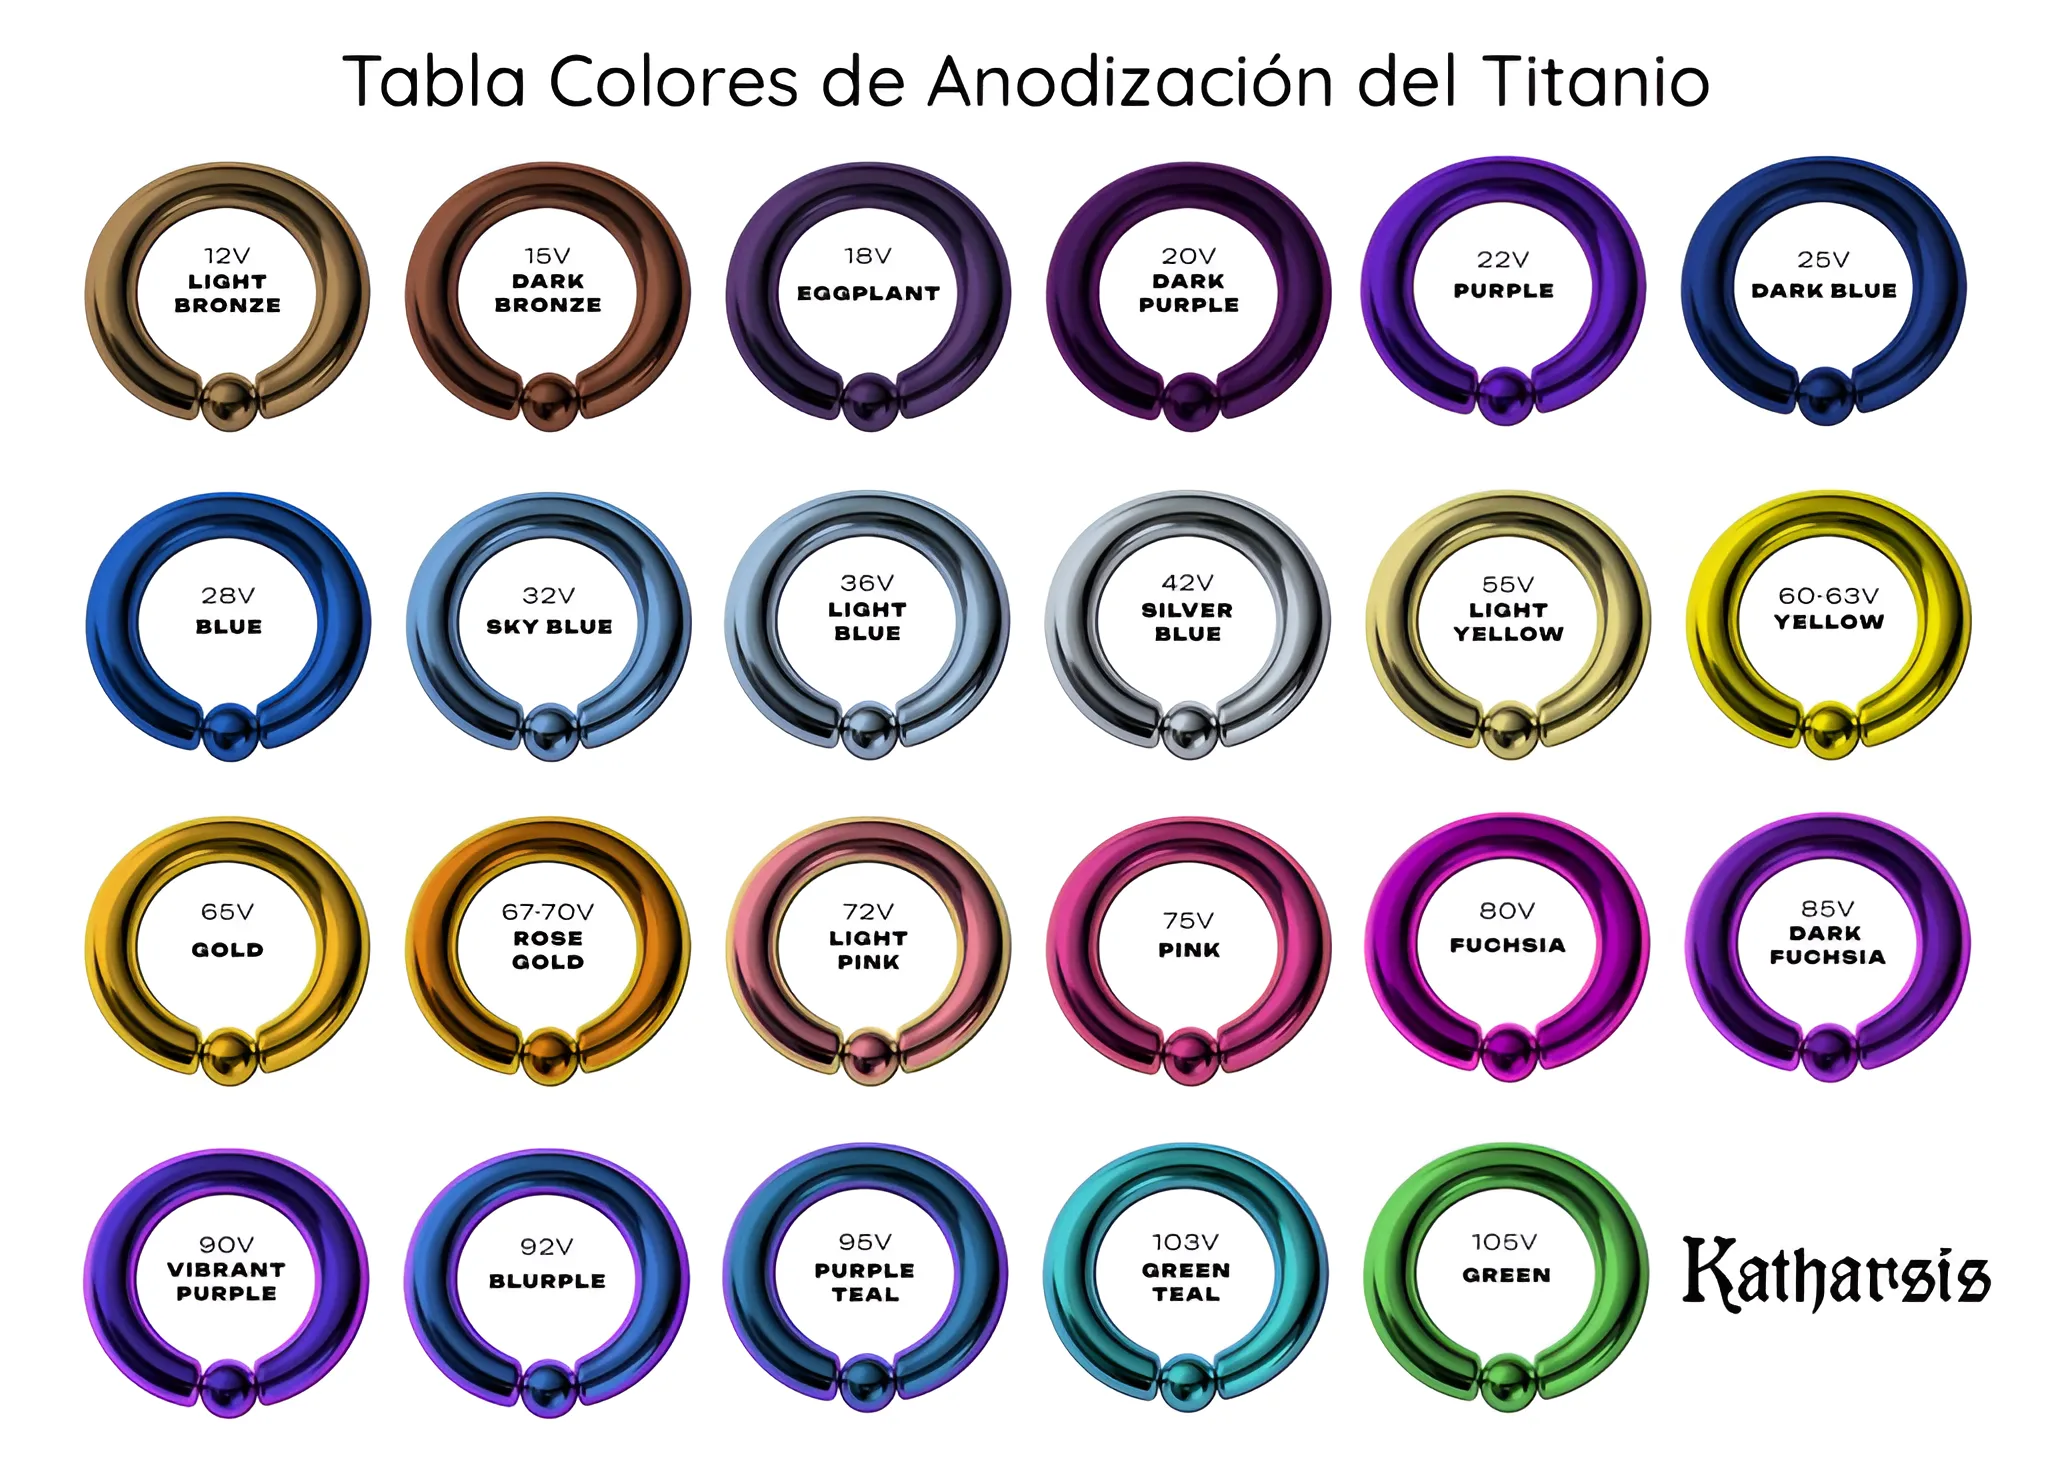 Tabla Colores de Anodización del Titanio
12V
LIGHT
BRONZE
15V
DARK
BRONZE
18V
EGGPLANT
20V
DARK
PURPLE
22V
PURPLE
25V
DARK BLUE
28V
BLUE
32V
SKY BLUE
36V
LIGHT
BLUE
42V
SILVER
BLUE
55V
LIGHT
YELLOW
60-63V
YELLOW
65V
GOLD
67-70V
ROSE
GOLD
72V
LIGHT
PINK
75V
PINK
80V
FUCHSIA
85V
DARK
FUCHSIA
90V
VIBRANT
PURPLE
92V
BLURPLE
95V
PURPLE
TEAL
103V
GREEN
TEAL
105V
GREEN
Katharsis